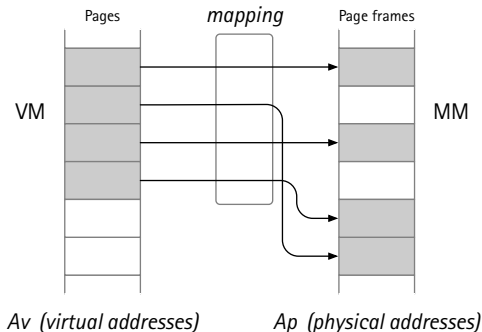 Pages
mapping
Page frames
VM
MM
Av (virtual addresses)
Ap (physical addresses)